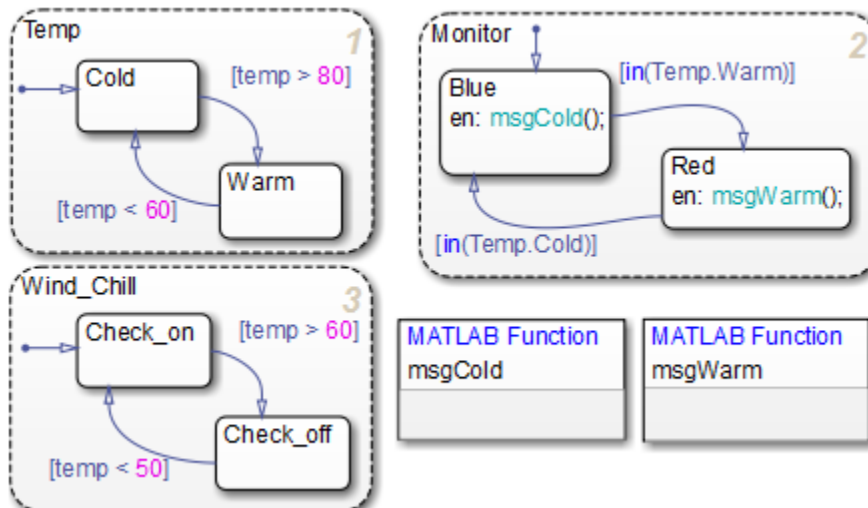 Temp
1
Cold
[temp > 80]
Warm
[temp < 60]
Monitor
2
Blue
en: msgCold();
[in(Temp.Warm)]
Red
en: msgWarm();
[in(Temp.Cold)]
Wind_Chill
3
Check_on
[temp > 60]
Check_off
[temp < 50]
MATLAB Function
msgCold
MATLAB Function
msgWarm